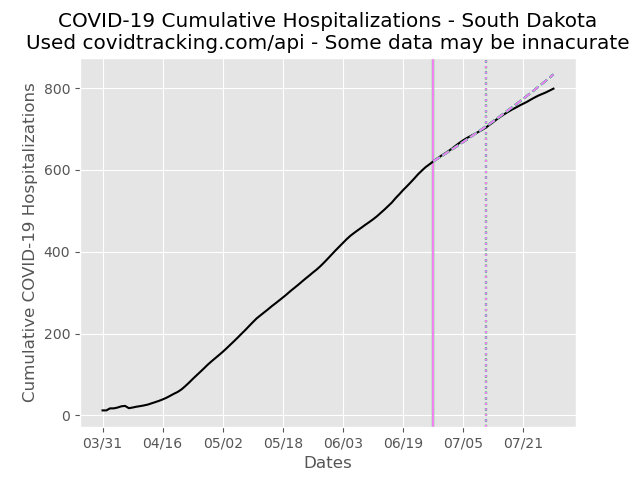 COVID-19 Cumulative Hospitalizations - South Dakota
Used covidtracking.com/api - Some data may be innacurate
Cumulative COVID-19 Hospitalizations
800
600
400
200
0
03/31 04/16 05/02 05/18 06/03 06/19 07/05 07/21
Dates